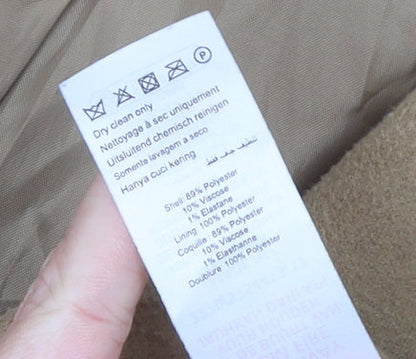 P
Dry clean only
Nettoyage à sec uniquement
Uitsluitend chemisch reinigen
Somente lavagem a seco
تنظيف جاف فقط
Hanya cuci kering
Shell: 89% Polyester
10% Viscose
1% Elastane
Lining: 100% Polyester
Coquille: 89% Polyester
10% Viscose
1% Elasthanne
Doublure: 100% Polyester